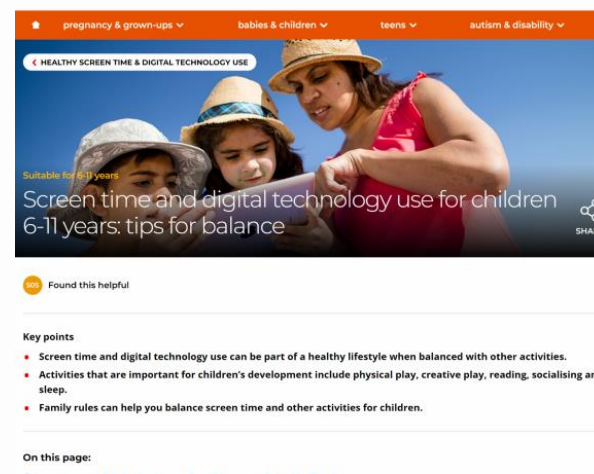 pregnancy & grown-ups babies & children teens autism & disability
HEALTHY SCREEN TIME & DIGITAL TECHNOLOGY USE
Suitable for 6-11 years
Screen time and digital technology use for children
6-11 years: tips for balance
Found this helpful
Key points
Screen time and digital technology use can be part of a healthy lifestyle when balanced with other activities.
Activities that are important for children's development include physical play, creative play, reading, socialising
sleep.
Family rules can help you balance screen time and other activities for children.
On this page: